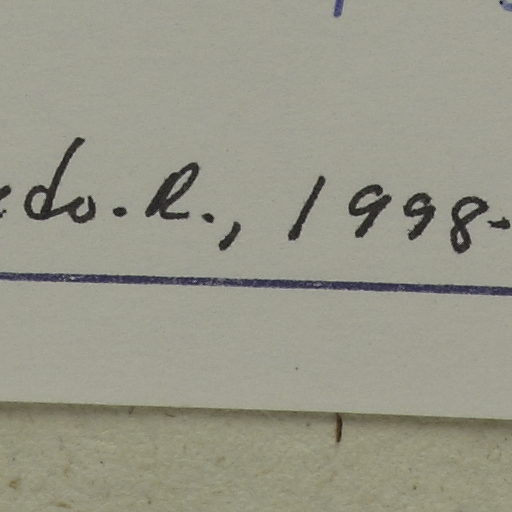 do. R., 1998-